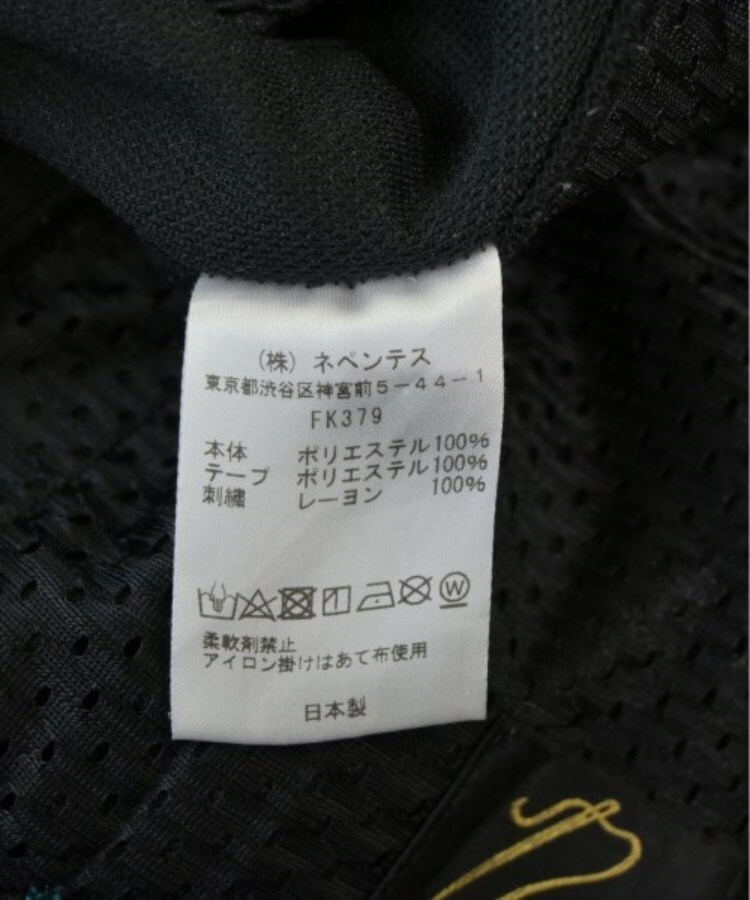 （株）ネペンテス
東京都渋谷区神宮前5-44-1
FK379
本体 ポリエステル100%
テープ ポリエステル100%
刺繍 レーヨン 100%
W
柔軟剤禁止
アイロン掛けはあて布使用
日本製